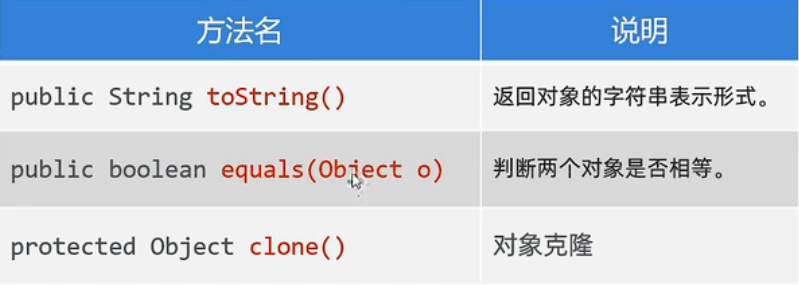 方法名 说明
public String toString() 返回对象的字符串表示形式。
public boolean equals(Object o) 判断两个对象是否相等。
protected Object clone() 对象克隆